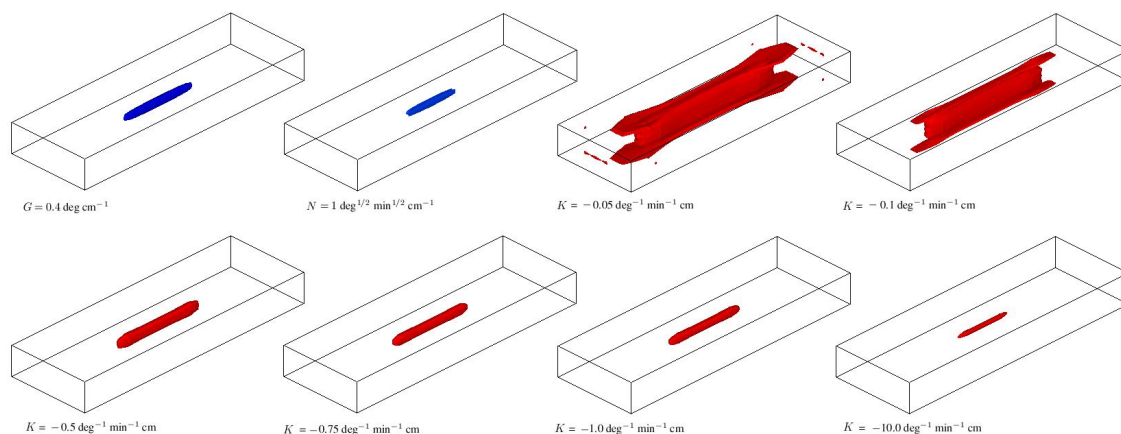 G = 0.4 deg cm⁻¹
N = 1 deg^{1/2} min^{1/2} cm⁻¹
K = −0.05 deg⁻¹ min⁻¹ cm
K = −0.1 deg⁻¹ min⁻¹ cm
K = −0.5 deg⁻¹ min⁻¹ cm
K = −0.75 deg⁻¹ min⁻¹ cm
K = −1.0 deg⁻¹ min⁻¹ cm
K = −10.0 deg⁻¹ min⁻¹ cm